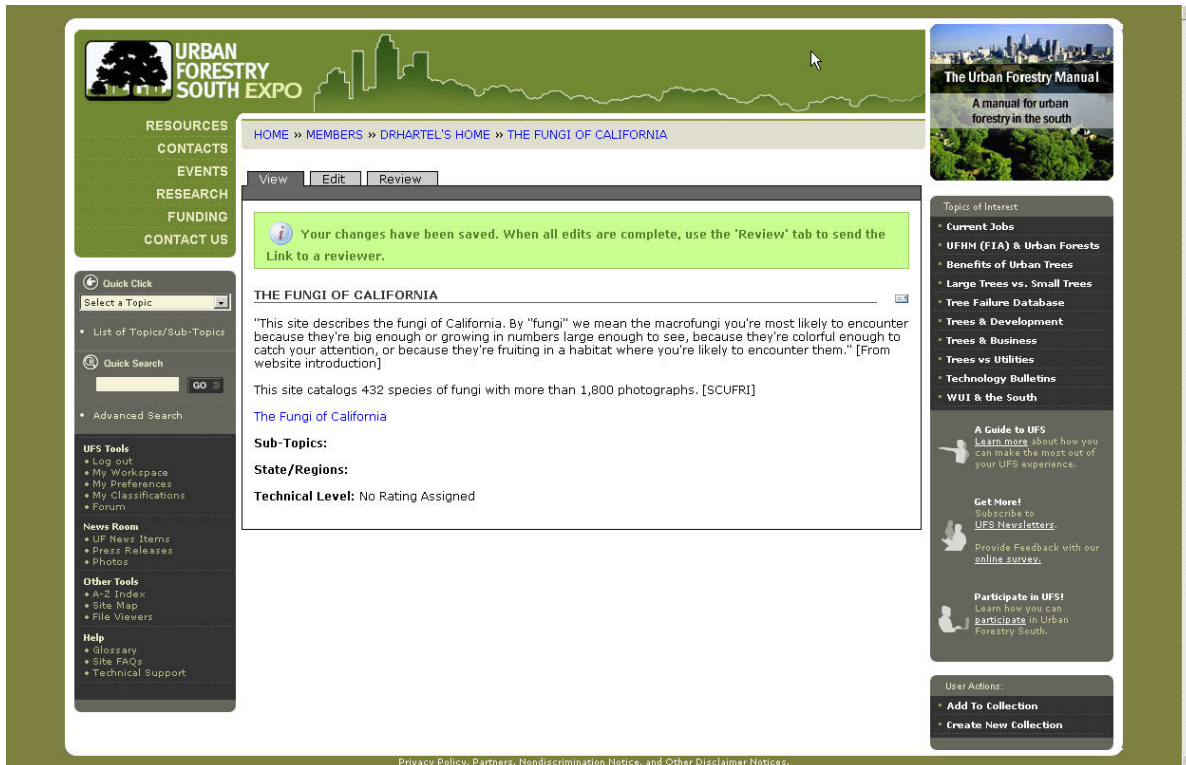 URBAN
FORESTRY
SOUTH EXPO
RESOURCES
CONTACTS
EVENTS
RESEARCH
FUNDING
CONTACT US
Quick Click
Select a Topic
• List of Topics/Sub-Topics
Quick Search
GO »
• Advanced Search
UFS Tools
• Log out
• My Workspace
• My Preferences
• My Classifications
• Forum
News Room
• UF News Items
• Press Releases
• Photos
Other Tools
• A-Z Index
• Site Map
• File Viewers
Help
• Glossary
• Site FAQs
• Technical Support
HOME » MEMBERS » DRHARTEL'S HOME » THE FUNGI OF CALIFORNIA
View Edit Review
Your changes have been saved. When all edits are complete, use the 'Review' tab to send the
Link to a reviewer.
THE FUNGI OF CALIFORNIA
"This site describes the fungi of California. By "fungi" we mean the macrofungi you're most likely to encounter
because they're big enough or growing in numbers large enough to see, because they're colorful enough to
catch your attention, or because they're fruiting in a habitat where you're likely to encounter them." [From
website introduction]
This site catalogs 432 species of fungi with more than 1,800 photographs. [SCUFRI]
The Fungi of California
Sub-Topics:
State/Regions:
Technical Level: No Rating Assigned
The Urban Forestry Manual
A manual for urban
forestry in the south
Topics of Interest
Current Jobs
UFHM (FIA) & Urban Forests
Benefits of Urban Trees
Large Trees vs. Small Trees
Tree Failure Database
Trees & Development
Trees & Business
Trees vs Utilities
Technology Bulletins
WUI & the South
A Guide to UFS
Learn more about how you
can make the most out of
your UFS experience.
Get More!
Subscribe to
UFS Newsletters.
Provide Feedback with our
online survey.
Participate in UFS!
Learn how you can
participate in Urban
Forestry South.
User Actions:
Add To Collection
Create New Collection
Privacy Policy, Partners, Nondiscrimination Notice, and Other Disclaimer Notices.